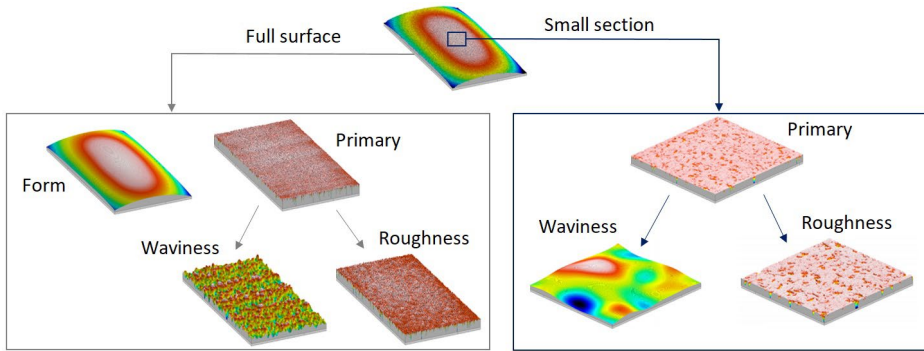 Full surface
Small section
Form
Primary
Waviness
Roughness
Primary
Waviness
Roughness